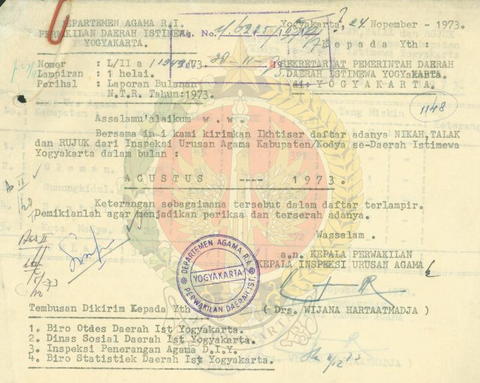 DEPARTEMEN AGAMA R.I.
PERWAKILAN DAERAH ISTIMEWA
YOGYAKARTA.
Yogyakarta, 24 Nopember - 1973.
Kepada Yth :
Nomor : L/II a /
Lampiran : 1 helai.
Perihal : Laporan Bulanan
N.T.R. Tahun:1973.
SEKRETARIAT PEMERINTAH DAERAH
DAERAH ISTIMEWA YOGYAKARTA.
di: YOGYAKARTA.
1148
Assalamu'alaikum w.w.
Bersama ini kami kirimkan Ikhtiser daftar adanya NIKAH,TALAK
dan RUJUK dari Inspeksi Urusan Agama Kabupaten/Kodya se-Daerah Istimewa
Yogyakarta dalam bulan :
AGUSTUS ---- 1973.
Keterangan sebagaimana tersebut dalam daftar terlampir.
Demikianlah agar menjadikan periksa dan terserah adanya.
Wasselam .
a.n. KEPALA PERWAKILAN
KEPALA INSPEKSI URUSAN AGAMA
DEPARTEMEN AGAMA R.I.
YOGYAKARTA
PERWAKILAN DAERAH IST.
( Drs. WIJANA HARTAATMADJA )
Tembusan Dikirim Kepada Yth
1. Biro Otdes Daerah Ist Yogyakarta.
2. Dinas Sosial Daerah Ist Yogyakarta.
3. Inspeksi Penerangan Agama D.I.Y.
4. Biro Statistiek Daerah Ist Yogyakarta.